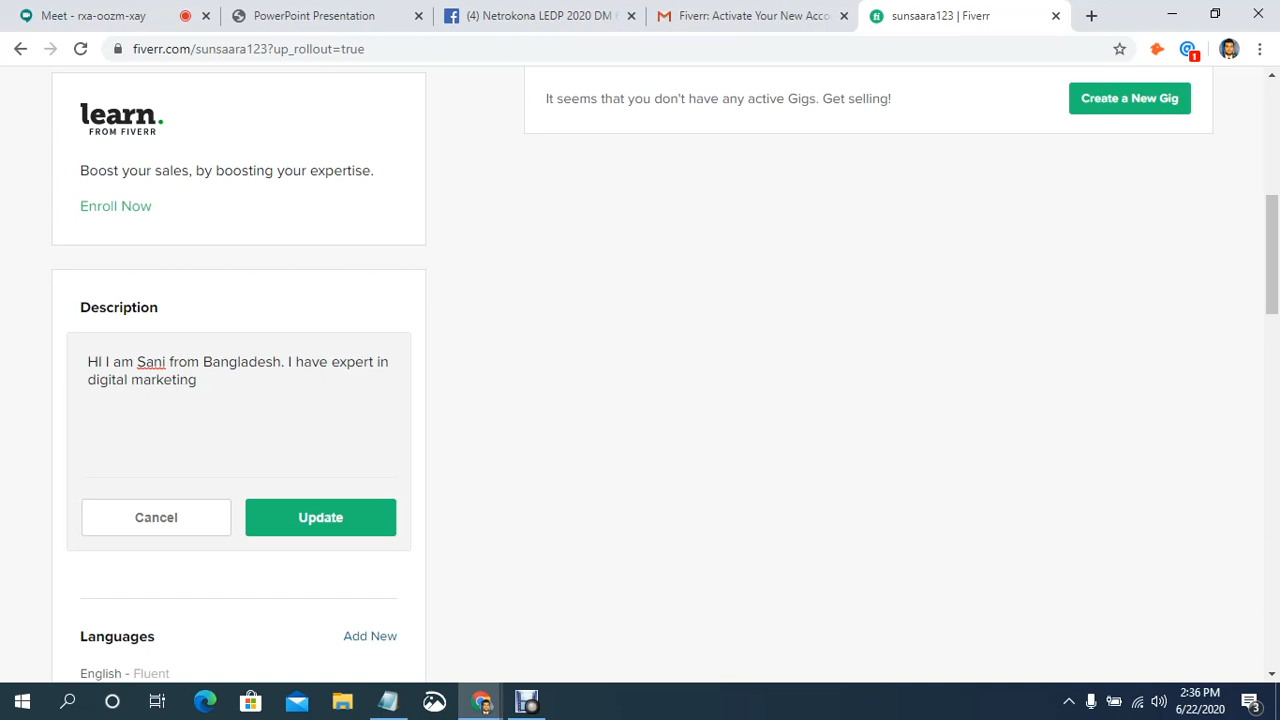 Meet - rxa-oozm-xay
PowerPoint Presentation
(4) Netrokona LEDP 2020 DM
Fiverr: Activate Your New Acco
sunsaara123 | Fiverr
fiverr.com/sunsaara123?up_rollout=true
1
learn.
FROM FIVERR
Boost your sales, by boosting your expertise.
Enroll Now
It seems that you don't have any active Gigs. Get selling!
Create a New Gig
Description
HI I am Sani from Bangladesh. I have expert in
digital marketing
Cancel
Update
Languages
Add New
English - Fluent
2:36 PM
6/22/2020
3